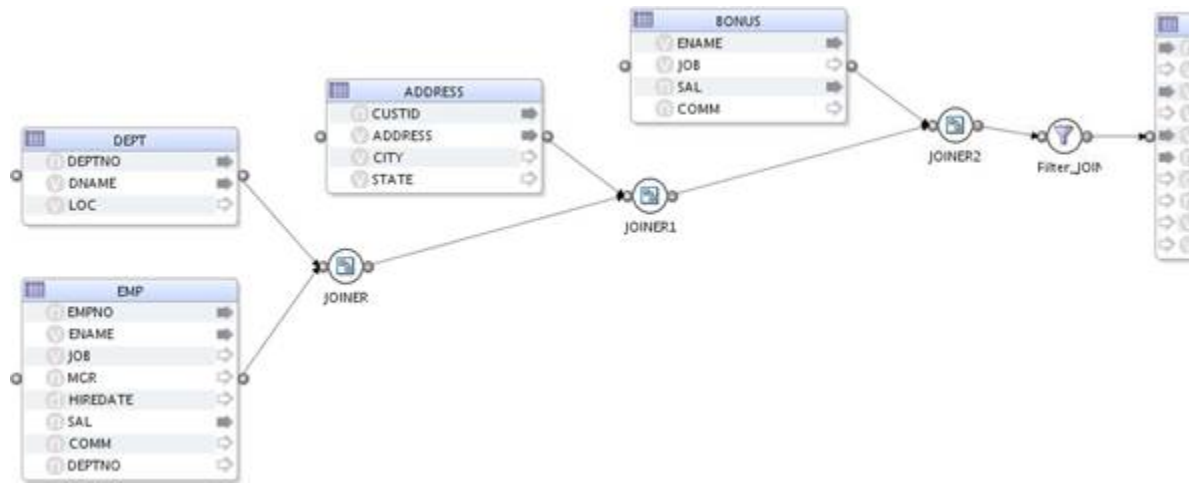 BONUS
ENAME
JOB
SAL
COMM
JOINER2
Filter_JOIN
ADDRESS
CUSTID
ADDRESS
CITY
STATE
JOINER1
DEPT
DEPTNO
DNAME
LOC
JOINER
EMP
EMPNO
ENAME
JOB
MGR
HIREDATE
SAL
COMM
DEPTNO